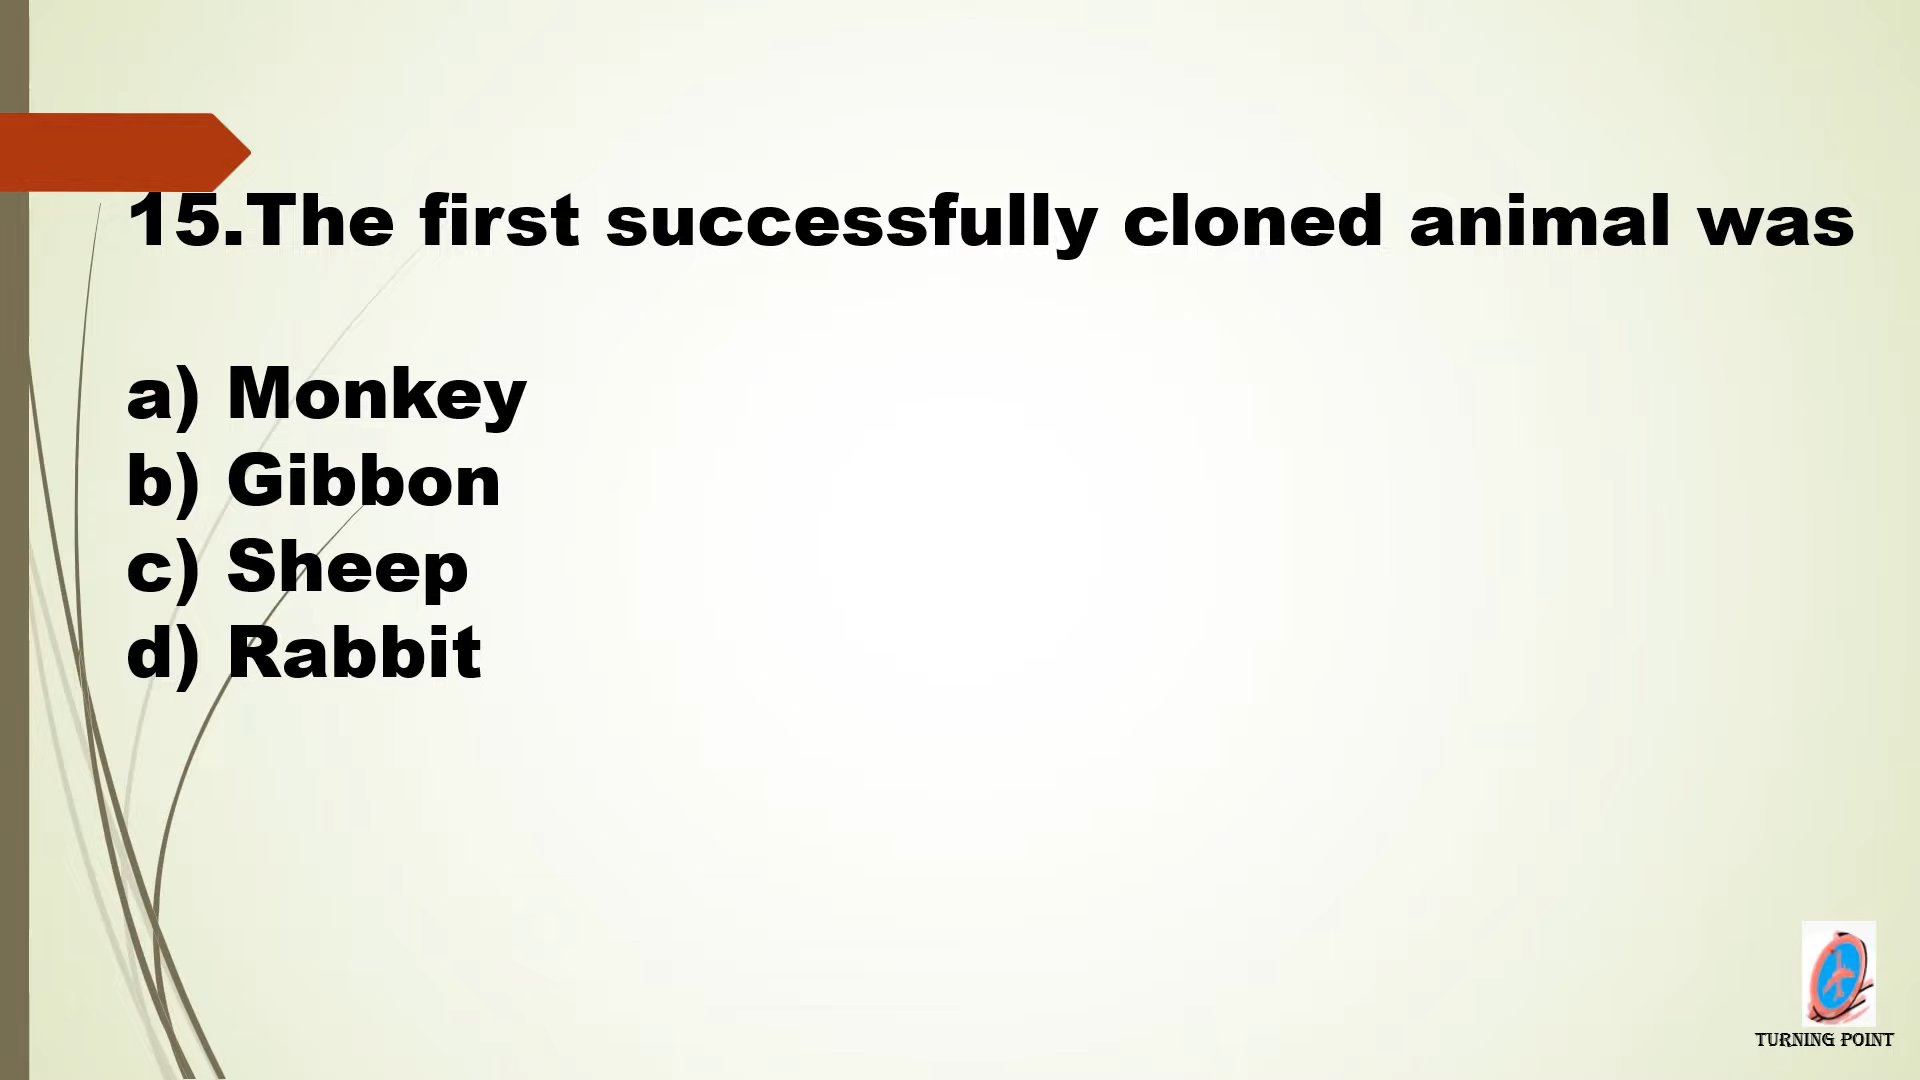 15.The first successfully cloned animal was
a) Monkey
b) Gibbon
c) Sheep
d) Rabbit
TURNING POINT